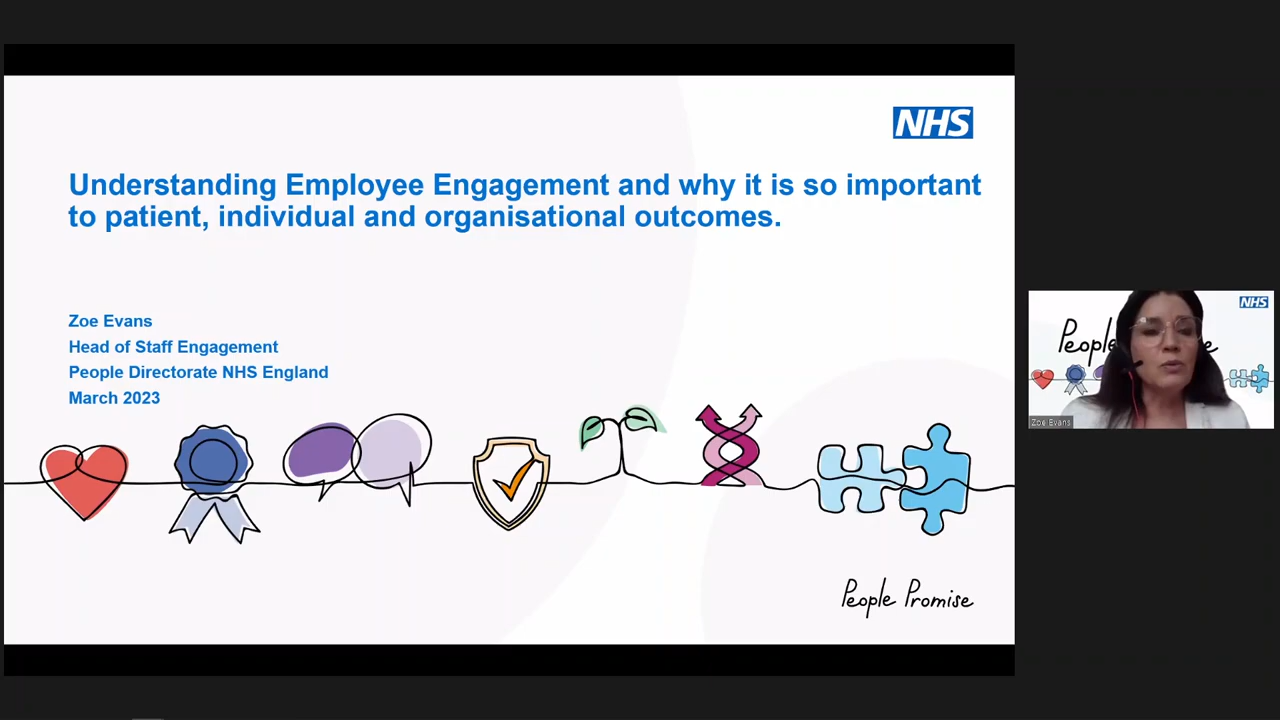 NHS
Understanding Employee Engagement and why it is so important
to patient, individual and organisational outcomes.
Zoe Evans
Head of Staff Engagement
People Directorate NHS England
March 2023
People Promise
NHS
Zoe Evans